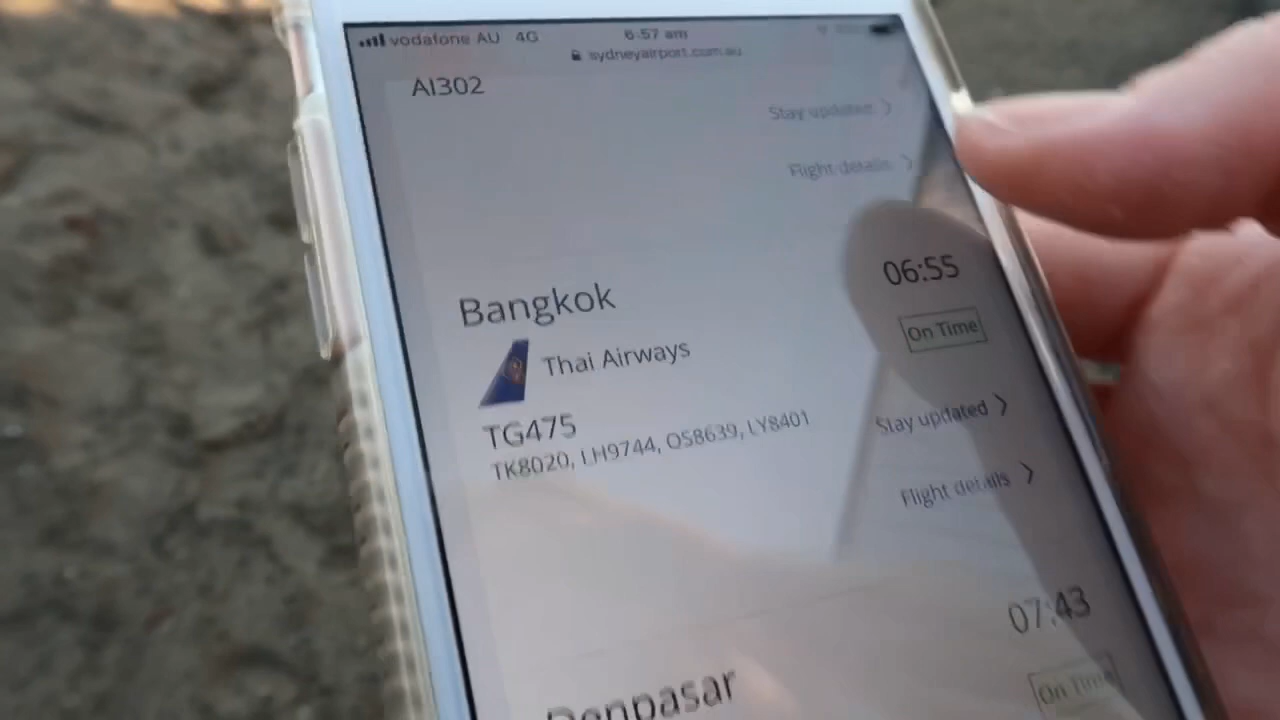 vodafone AU 4G 6:57 am
sydneyairport.com.au
AI302
Stay updated
Flight details
06:55
Bangkok
On Time
Thai Airways
TG475
TK8020, LH9744, OS8639, LY8401
Stay updated
Flight details
07:43
Denpasar
On Time